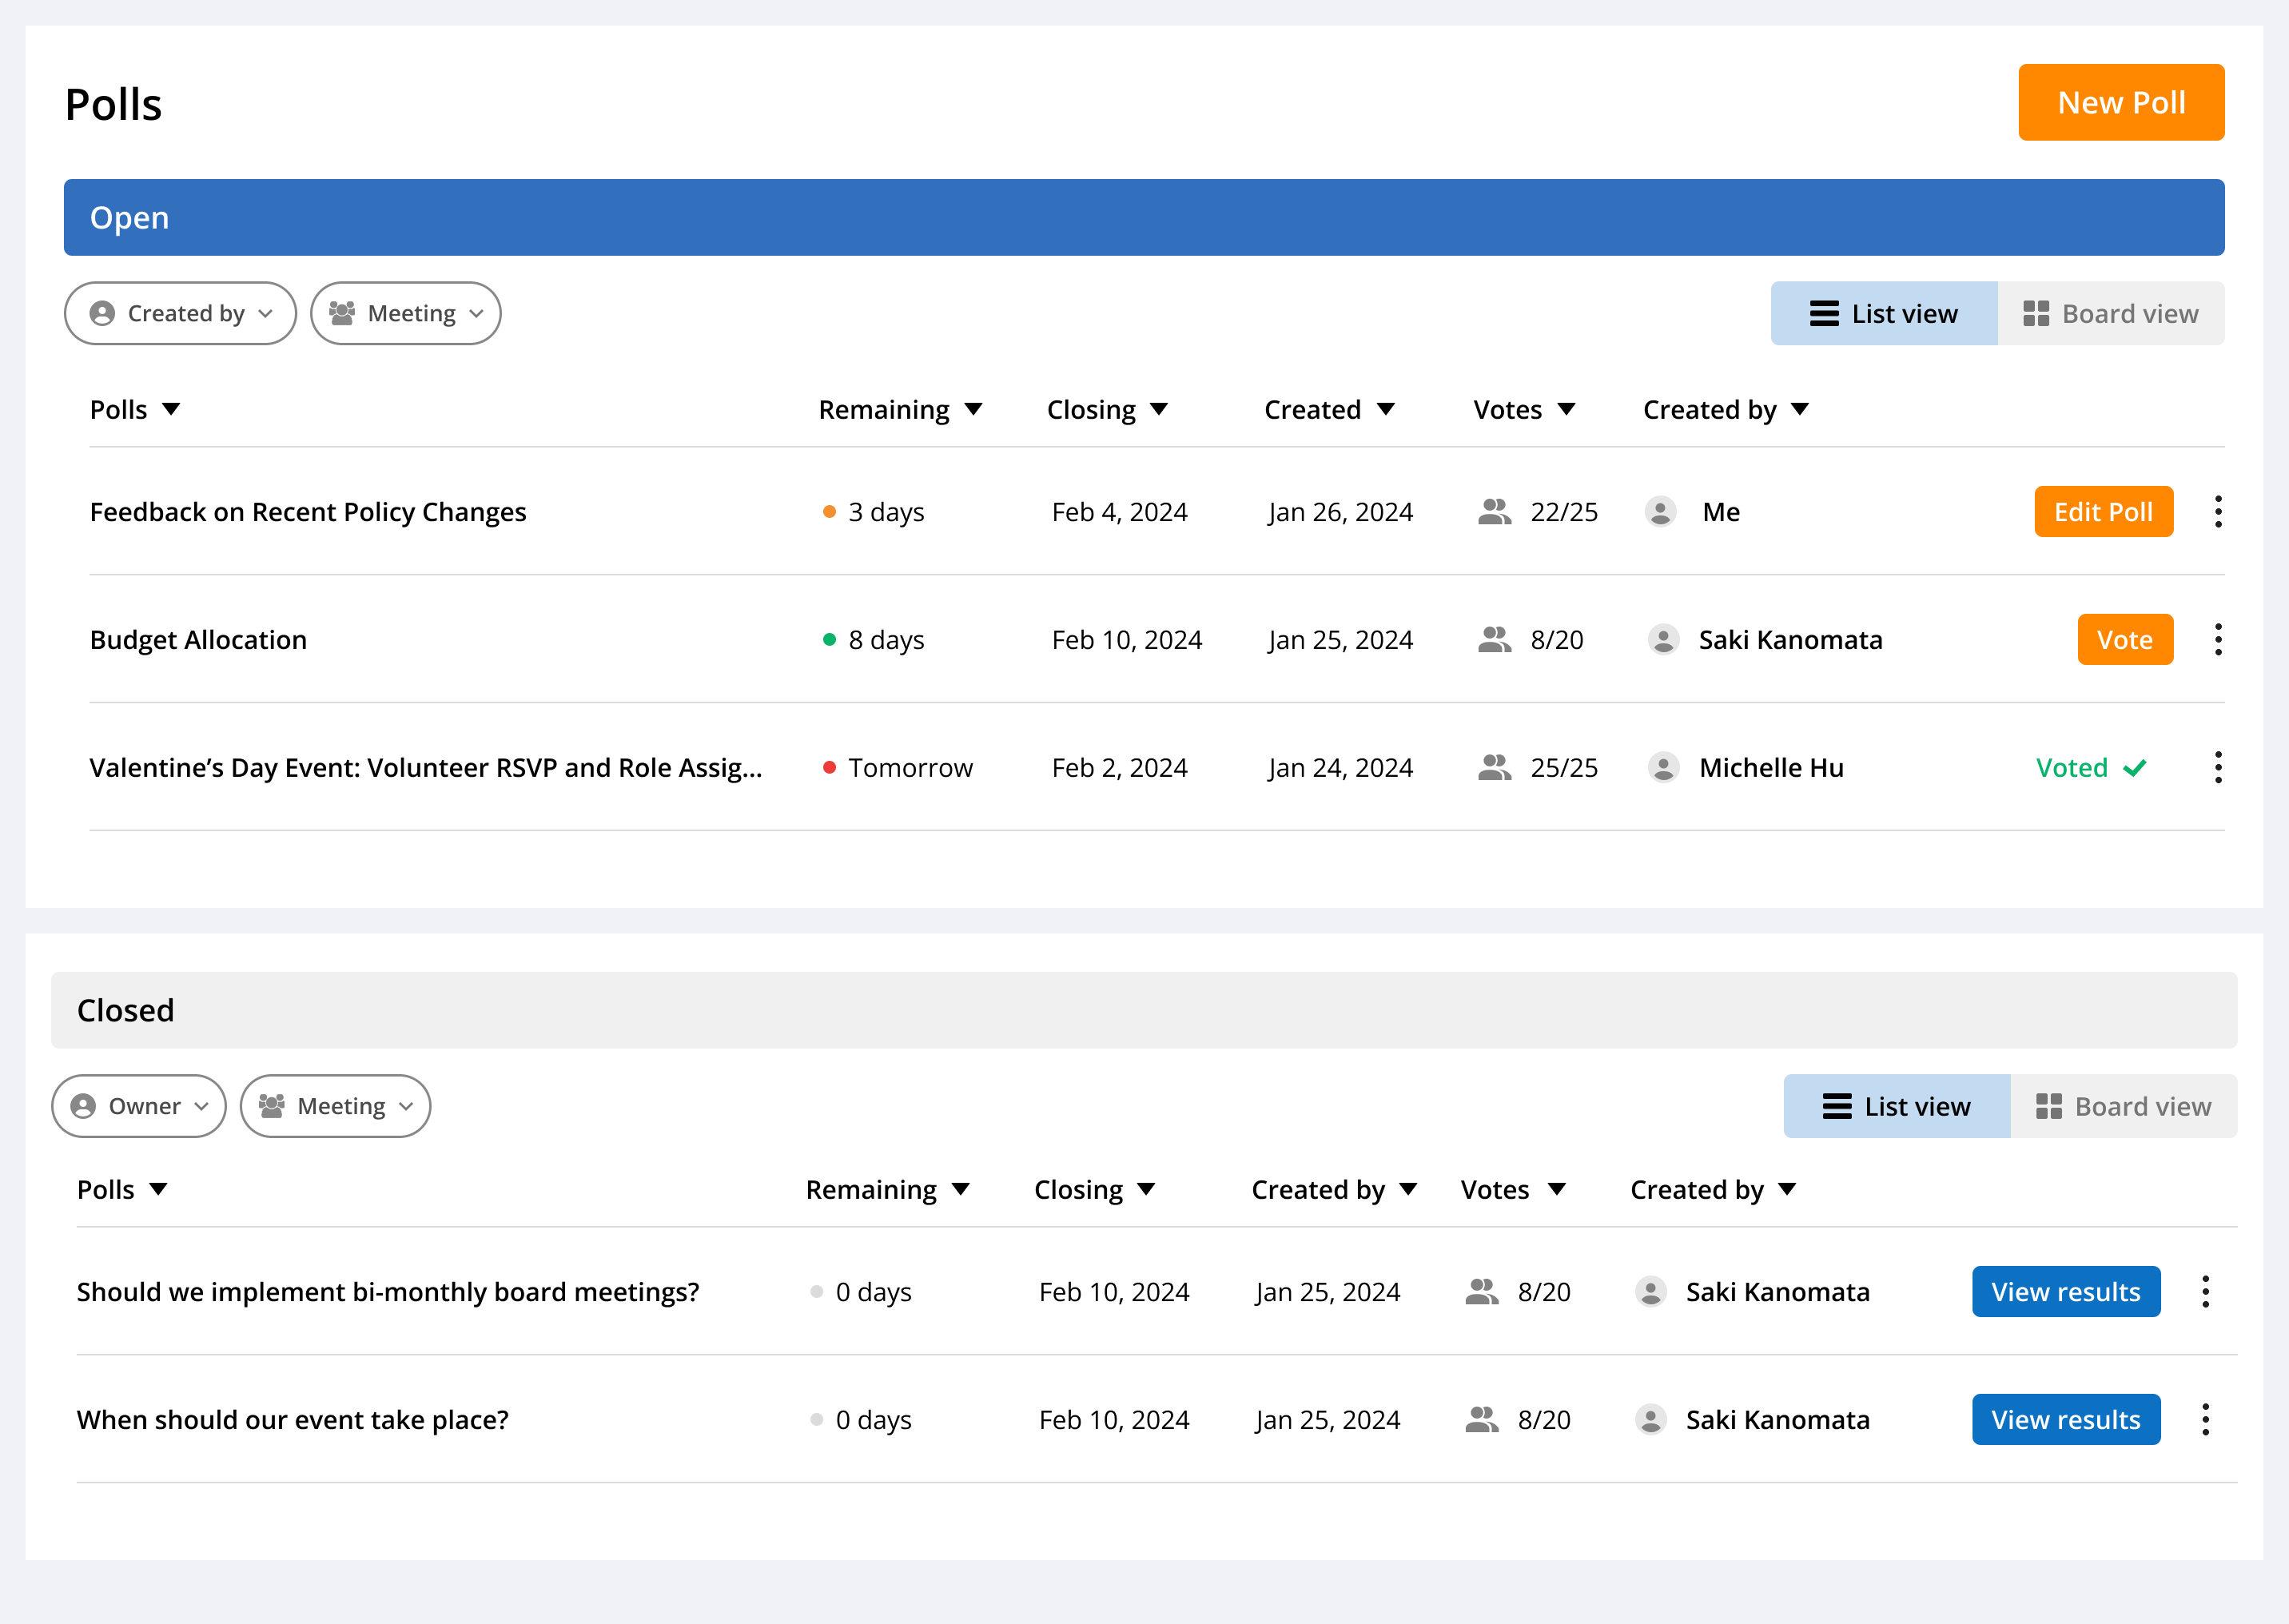 Polls
New Poll
Open
Created by Meeting List view Board view
Polls Remaining Closing Created Votes Created by
Feedback on Recent Policy Changes 3 days Feb 4, 2024 Jan 26, 2024 22/25 Me Edit Poll
Budget Allocation 8 days Feb 10, 2024 Jan 25, 2024 8/20 Saki Kanomata Vote
Valentine’s Day Event: Volunteer RSVP and Role Assig... Tomorrow Feb 2, 2024 Jan 24, 2024 25/25 Michelle Hu Voted
Closed
Owner Meeting List view Board view
Polls Remaining Closing Created by Votes Created by
Should we implement bi-monthly board meetings? 0 days Feb 10, 2024 Jan 25, 2024 8/20 Saki Kanomata View results
When should our event take place? 0 days Feb 10, 2024 Jan 25, 2024 8/20 Saki Kanomata View results